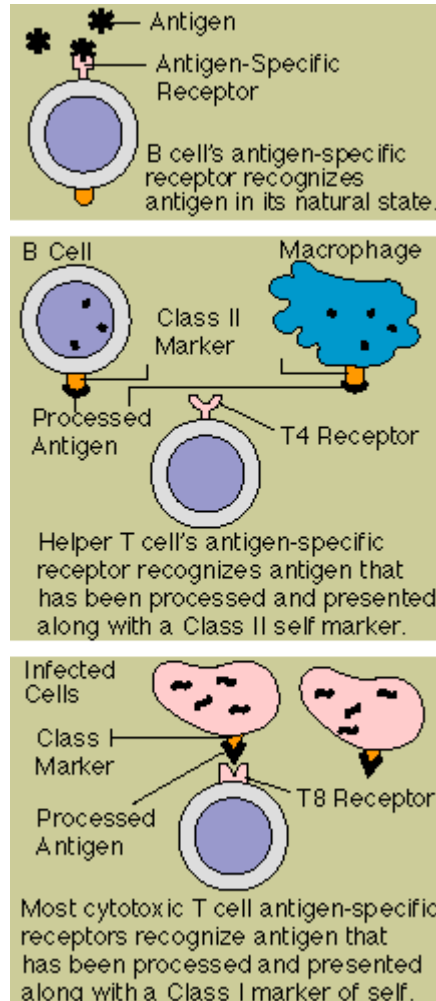 Antigen
Antigen-Specific
Receptor
B cell's antigen-specific
receptor recognizes
antigen in its natural state.
B Cell
Macrophage
Class II
Marker
Processed
Antigen
T4 Receptor
Helper T cell's antigen-specific
receptor recognizes antigen that
has been processed and presented
along with a Class II self marker.
Infected
Cells
Class I
Marker
T8 Receptor
Processed
Antigen
Most cytotoxic T cell antigen-specific
receptors recognize antigen that
has been processed and presented
along with a Class I marker of self.